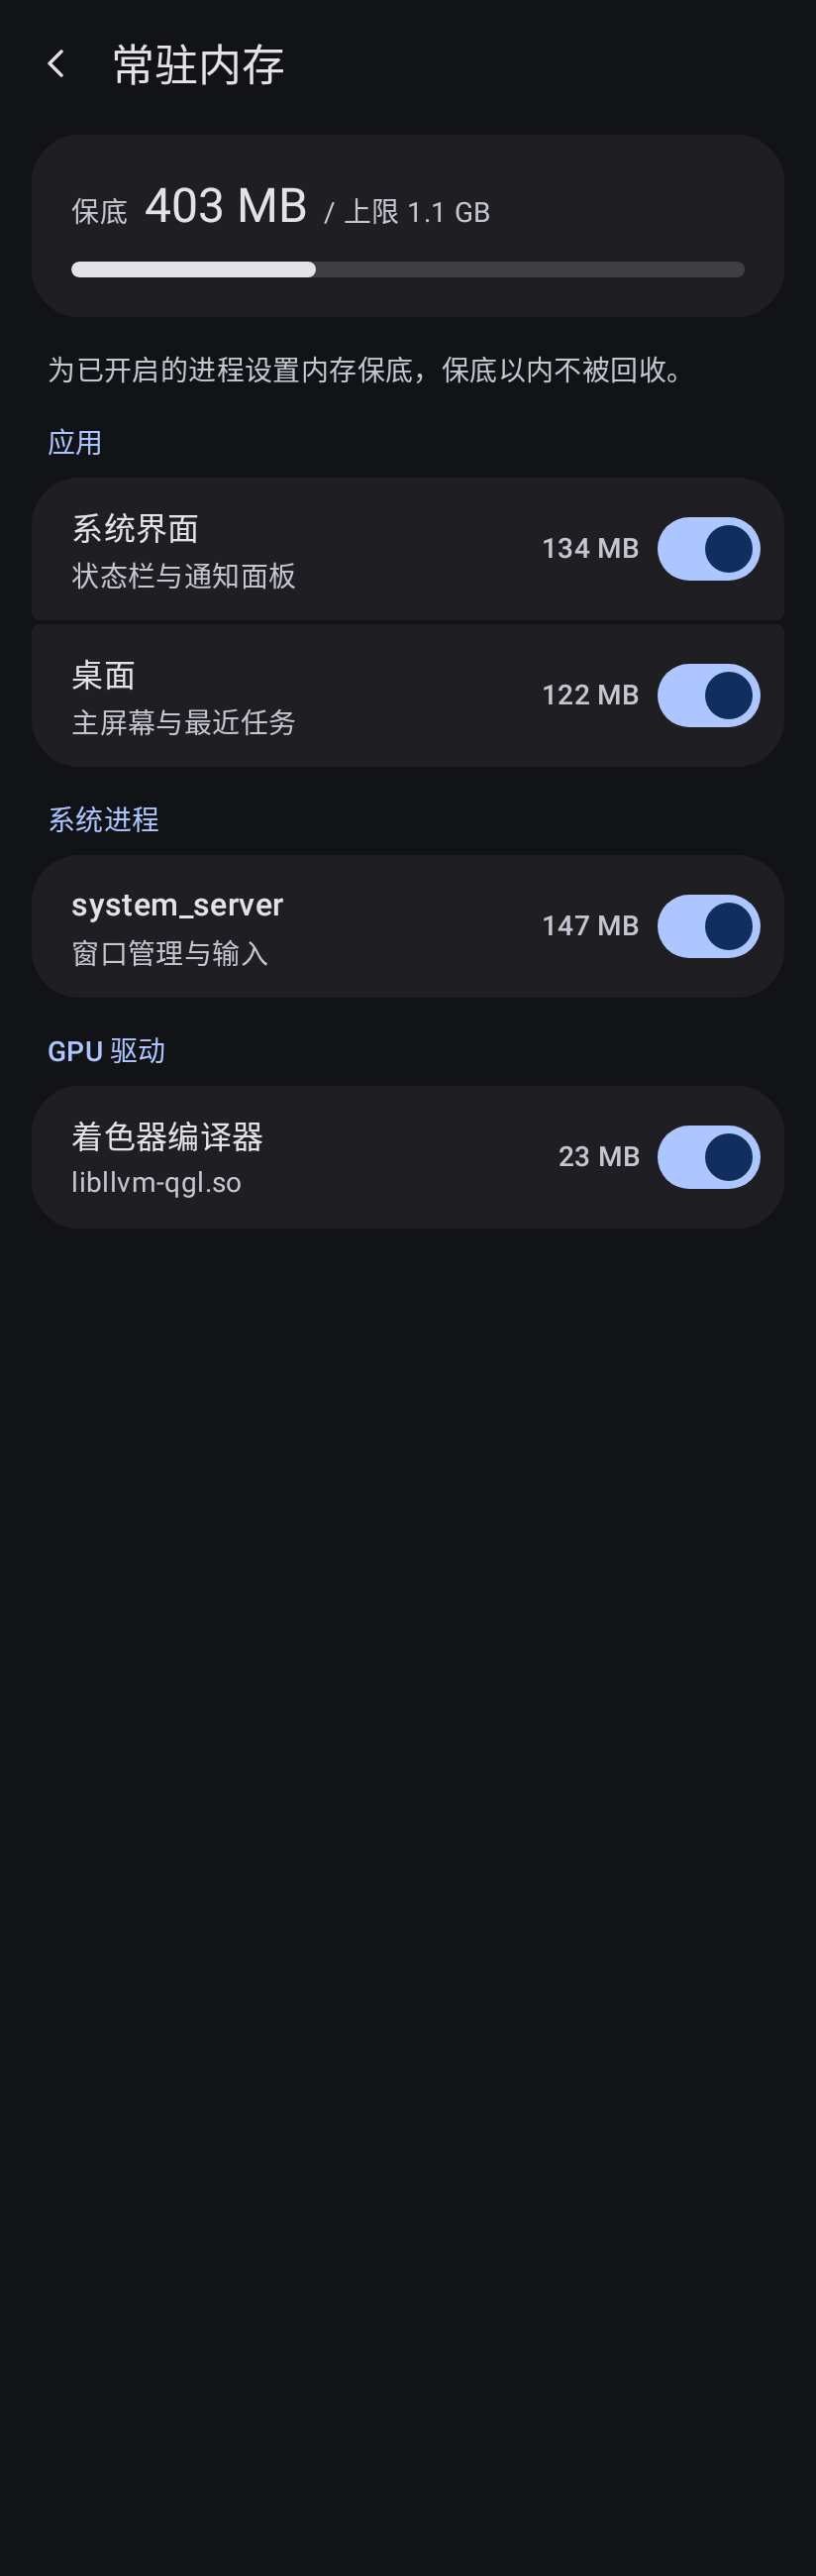 常驻内存
保底 403 MB / 上限 1.1 GB
为已开启的进程设置内存保底，保底以内不被回收。
应用
系统界面
状态栏与通知面板
134 MB
桌面
主屏幕与最近任务
122 MB
系统进程
system_server
窗口管理与输入
147 MB
GPU 驱动
着色器编译器
libllvm-qgl.so
23 MB